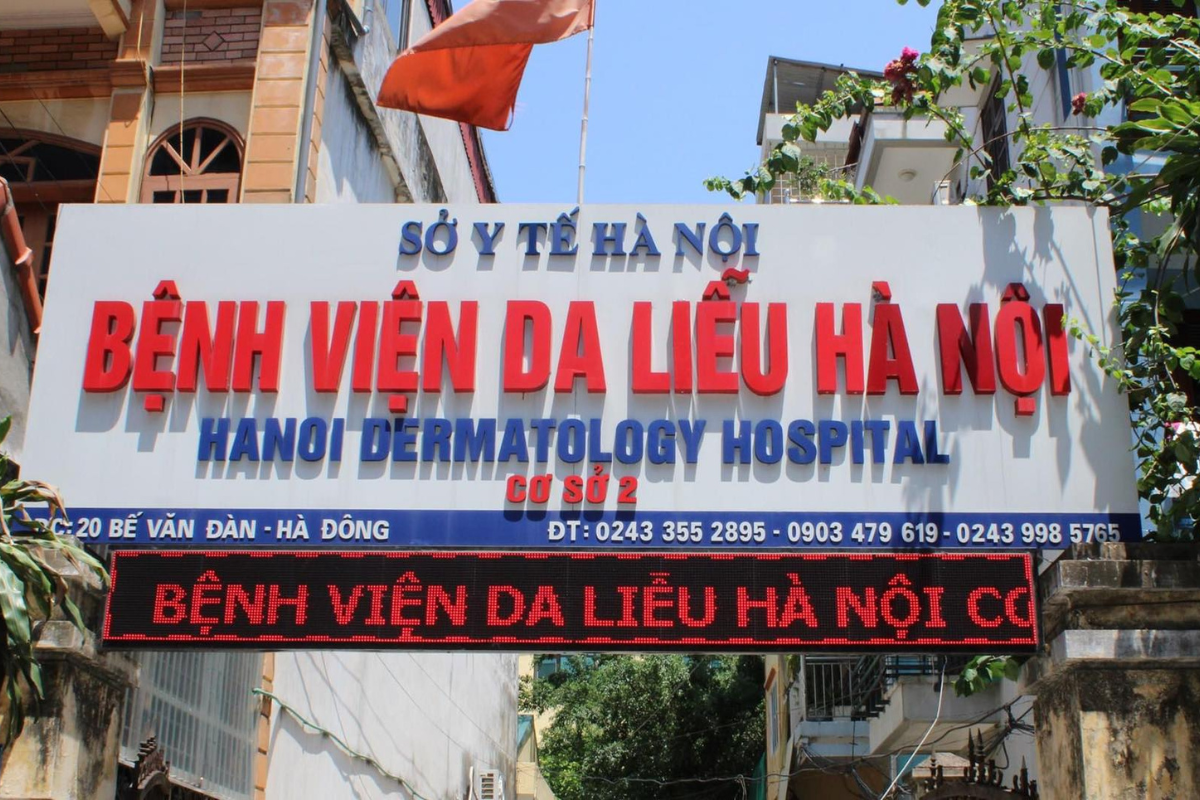 SỞ Y TẾ HÀ NỘI
BỆNH VIỆN DA LIỄU HÀ NỘI
HANOI DERMATOLOGY HOSPITAL
CƠ SỞ 2
C: 20 BẾ VĂN ĐÀN - HÀ ĐÔNG ĐT: 0243 355 2895 - 0903 479 619 - 0243 998 5765
BỆNH VIỆN DA LIỄU HÀ NỘI CƠ